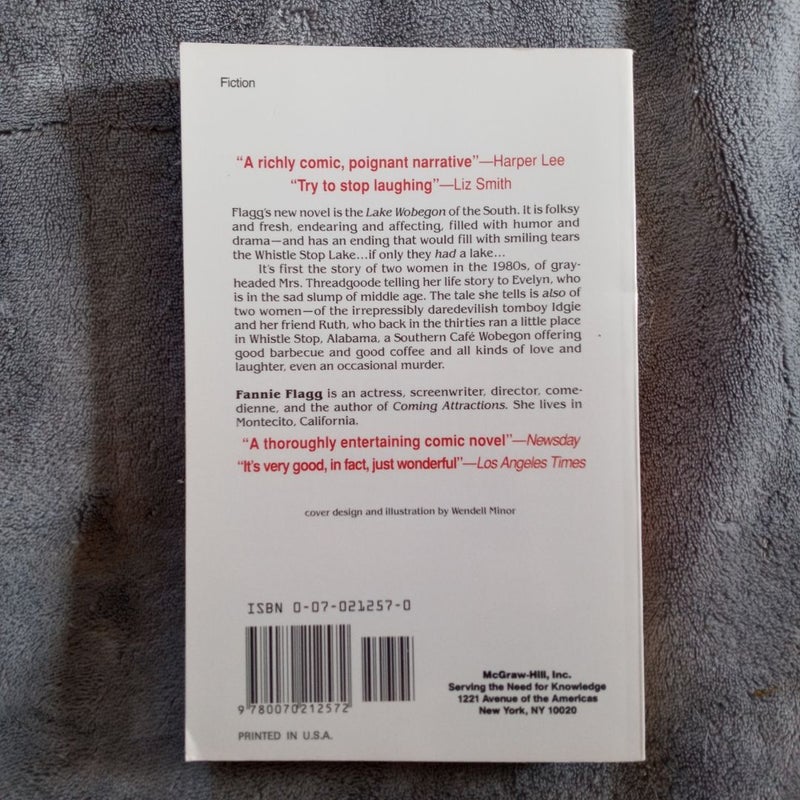 Fiction
“A richly comic, poignant narrative”—Harper Lee
“Try to stop laughing”—Liz Smith
Flagg's new novel is the Lake Wobegon of the South. It is folksy
and fresh, endearing and affecting, filled with humor and
drama—and has an ending that would fill with smiling tears
the Whistle Stop Lake...if only they had a lake...
It's first the story of two women in the 1980s, of gray-
headed Mrs. Threadgoode telling her life story to Evelyn, who
is in the sad slump of middle age. The tale she tells is also of
two women—of the irrepressibly daredevilish tomboy Idgie
and her friend Ruth, who back in the thirties ran a little place
in Whistle Stop, Alabama, a Southern Café Wobegon offering
good barbecue and good coffee and all kinds of love and
laughter, even an occasional murder.
Fannie Flagg is an actress, screenwriter, director, come-
dienne, and the author of Coming Attractions. She lives in
Montecito, California.
“A thoroughly entertaining comic novel”—Newsday
“It's very good, in fact, just wonderful”—Los Angeles Times
cover design and illustration by Wendell Minor
ISBN 0-07-021257-0
9 780070 212572
PRINTED IN U.S.A.
McGraw-Hill, Inc.
Serving the Need for Knowledge
1221 Avenue of the Americas
New York, NY 10020